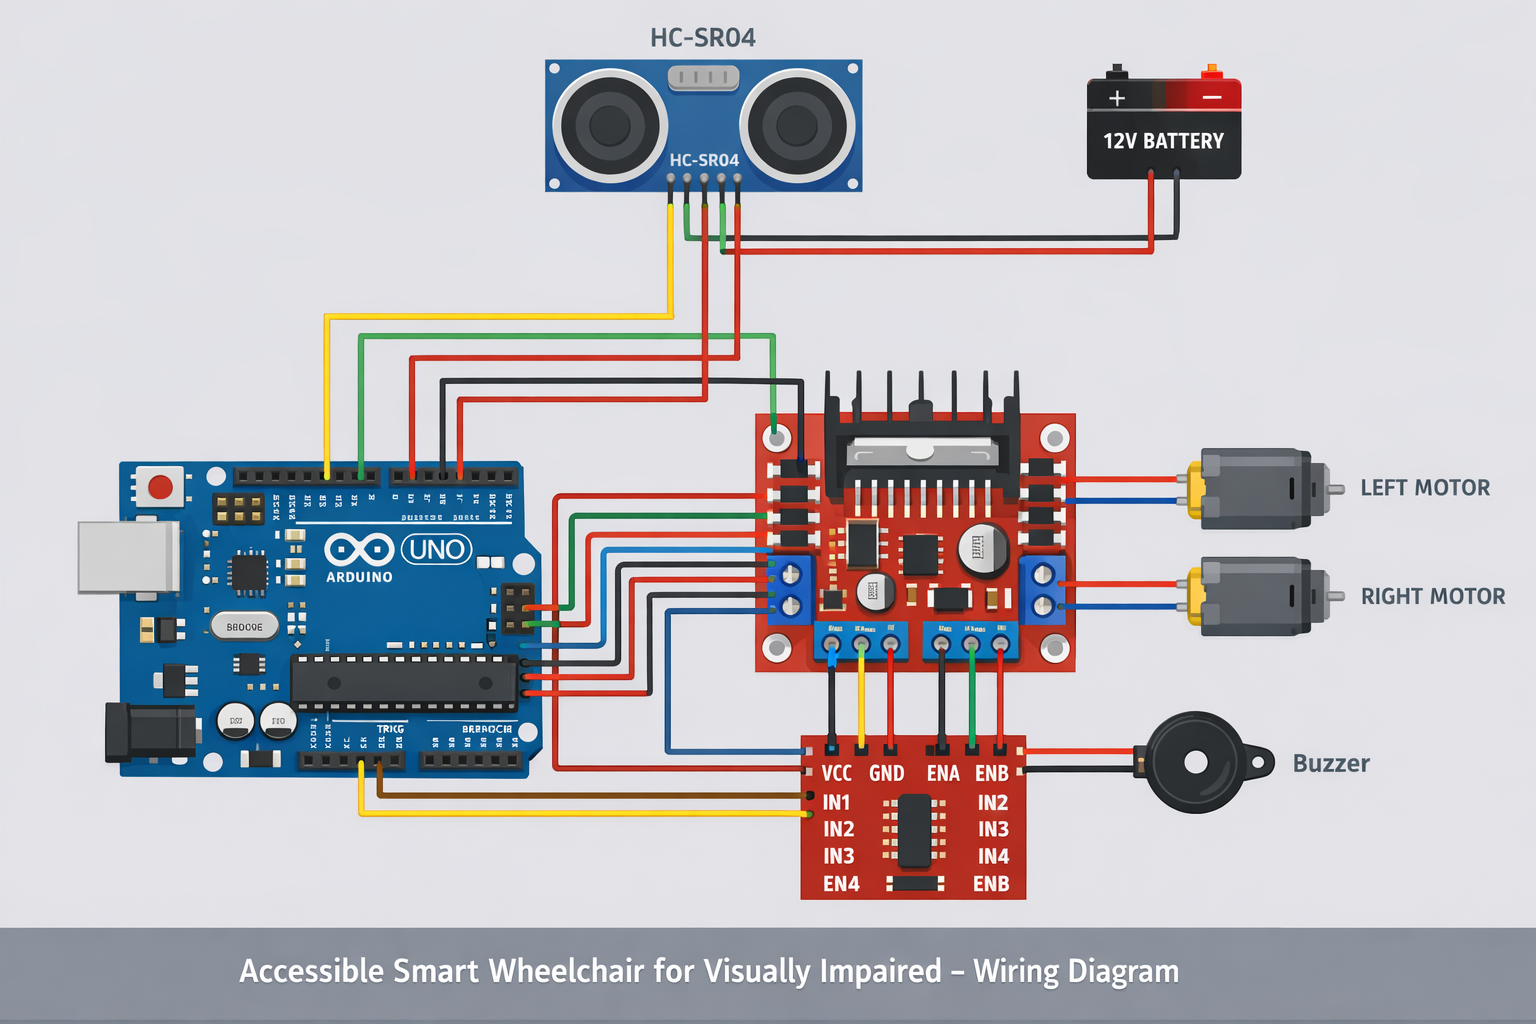 HC-SR04
+
−
12V BATTERY
HC-SR04
LEFT MOTOR
UNO
ARDUINO
RIGHT MOTOR
TRIG
Buzzer
VCC GND ENA ENB
IN1 IN2
IN2 IN3
IN3 IN4
EN4 ENB
Accessible Smart Wheelchair for Visually Impaired – Wiring Diagram